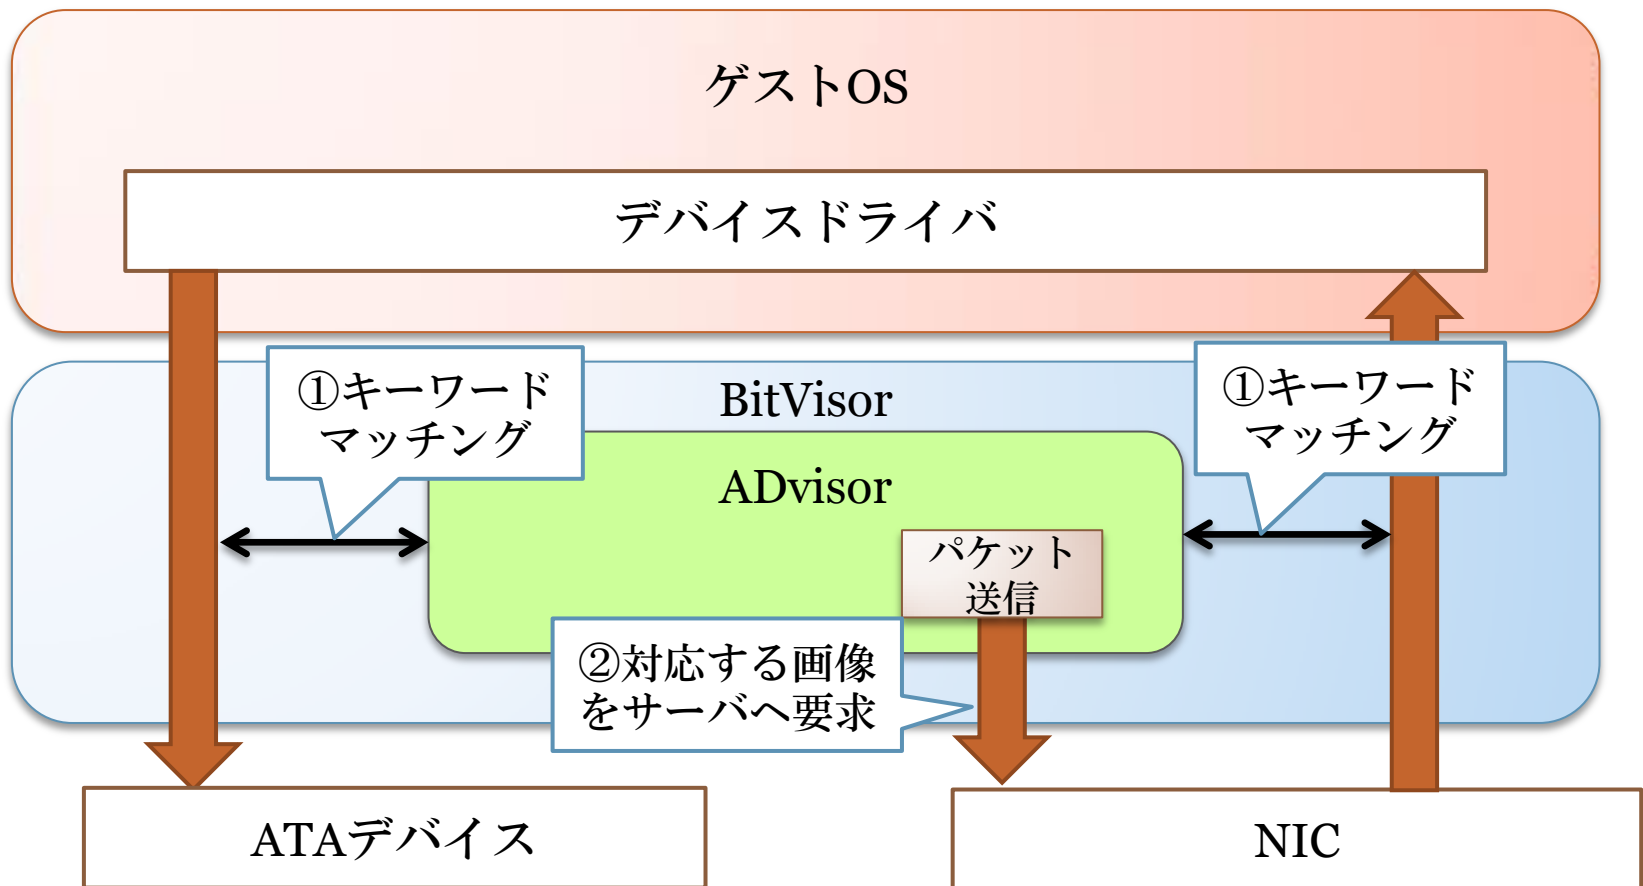 ゲストOS
デバイスドライバ
①キーワード
マッチング
BitVisor
①キーワード
マッチング
ADvisor
パケット
送信
②対応する画像
をサーバへ要求
ATAデバイス
NIC